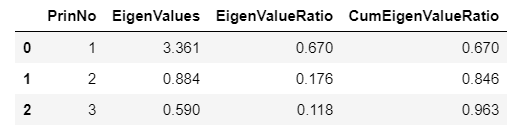 PrinNo EigenValues EigenValueRatio CumEigenValueRatio
0 1 3.361 0.670 0.670
1 2 0.884 0.176 0.846
2 3 0.590 0.118 0.963